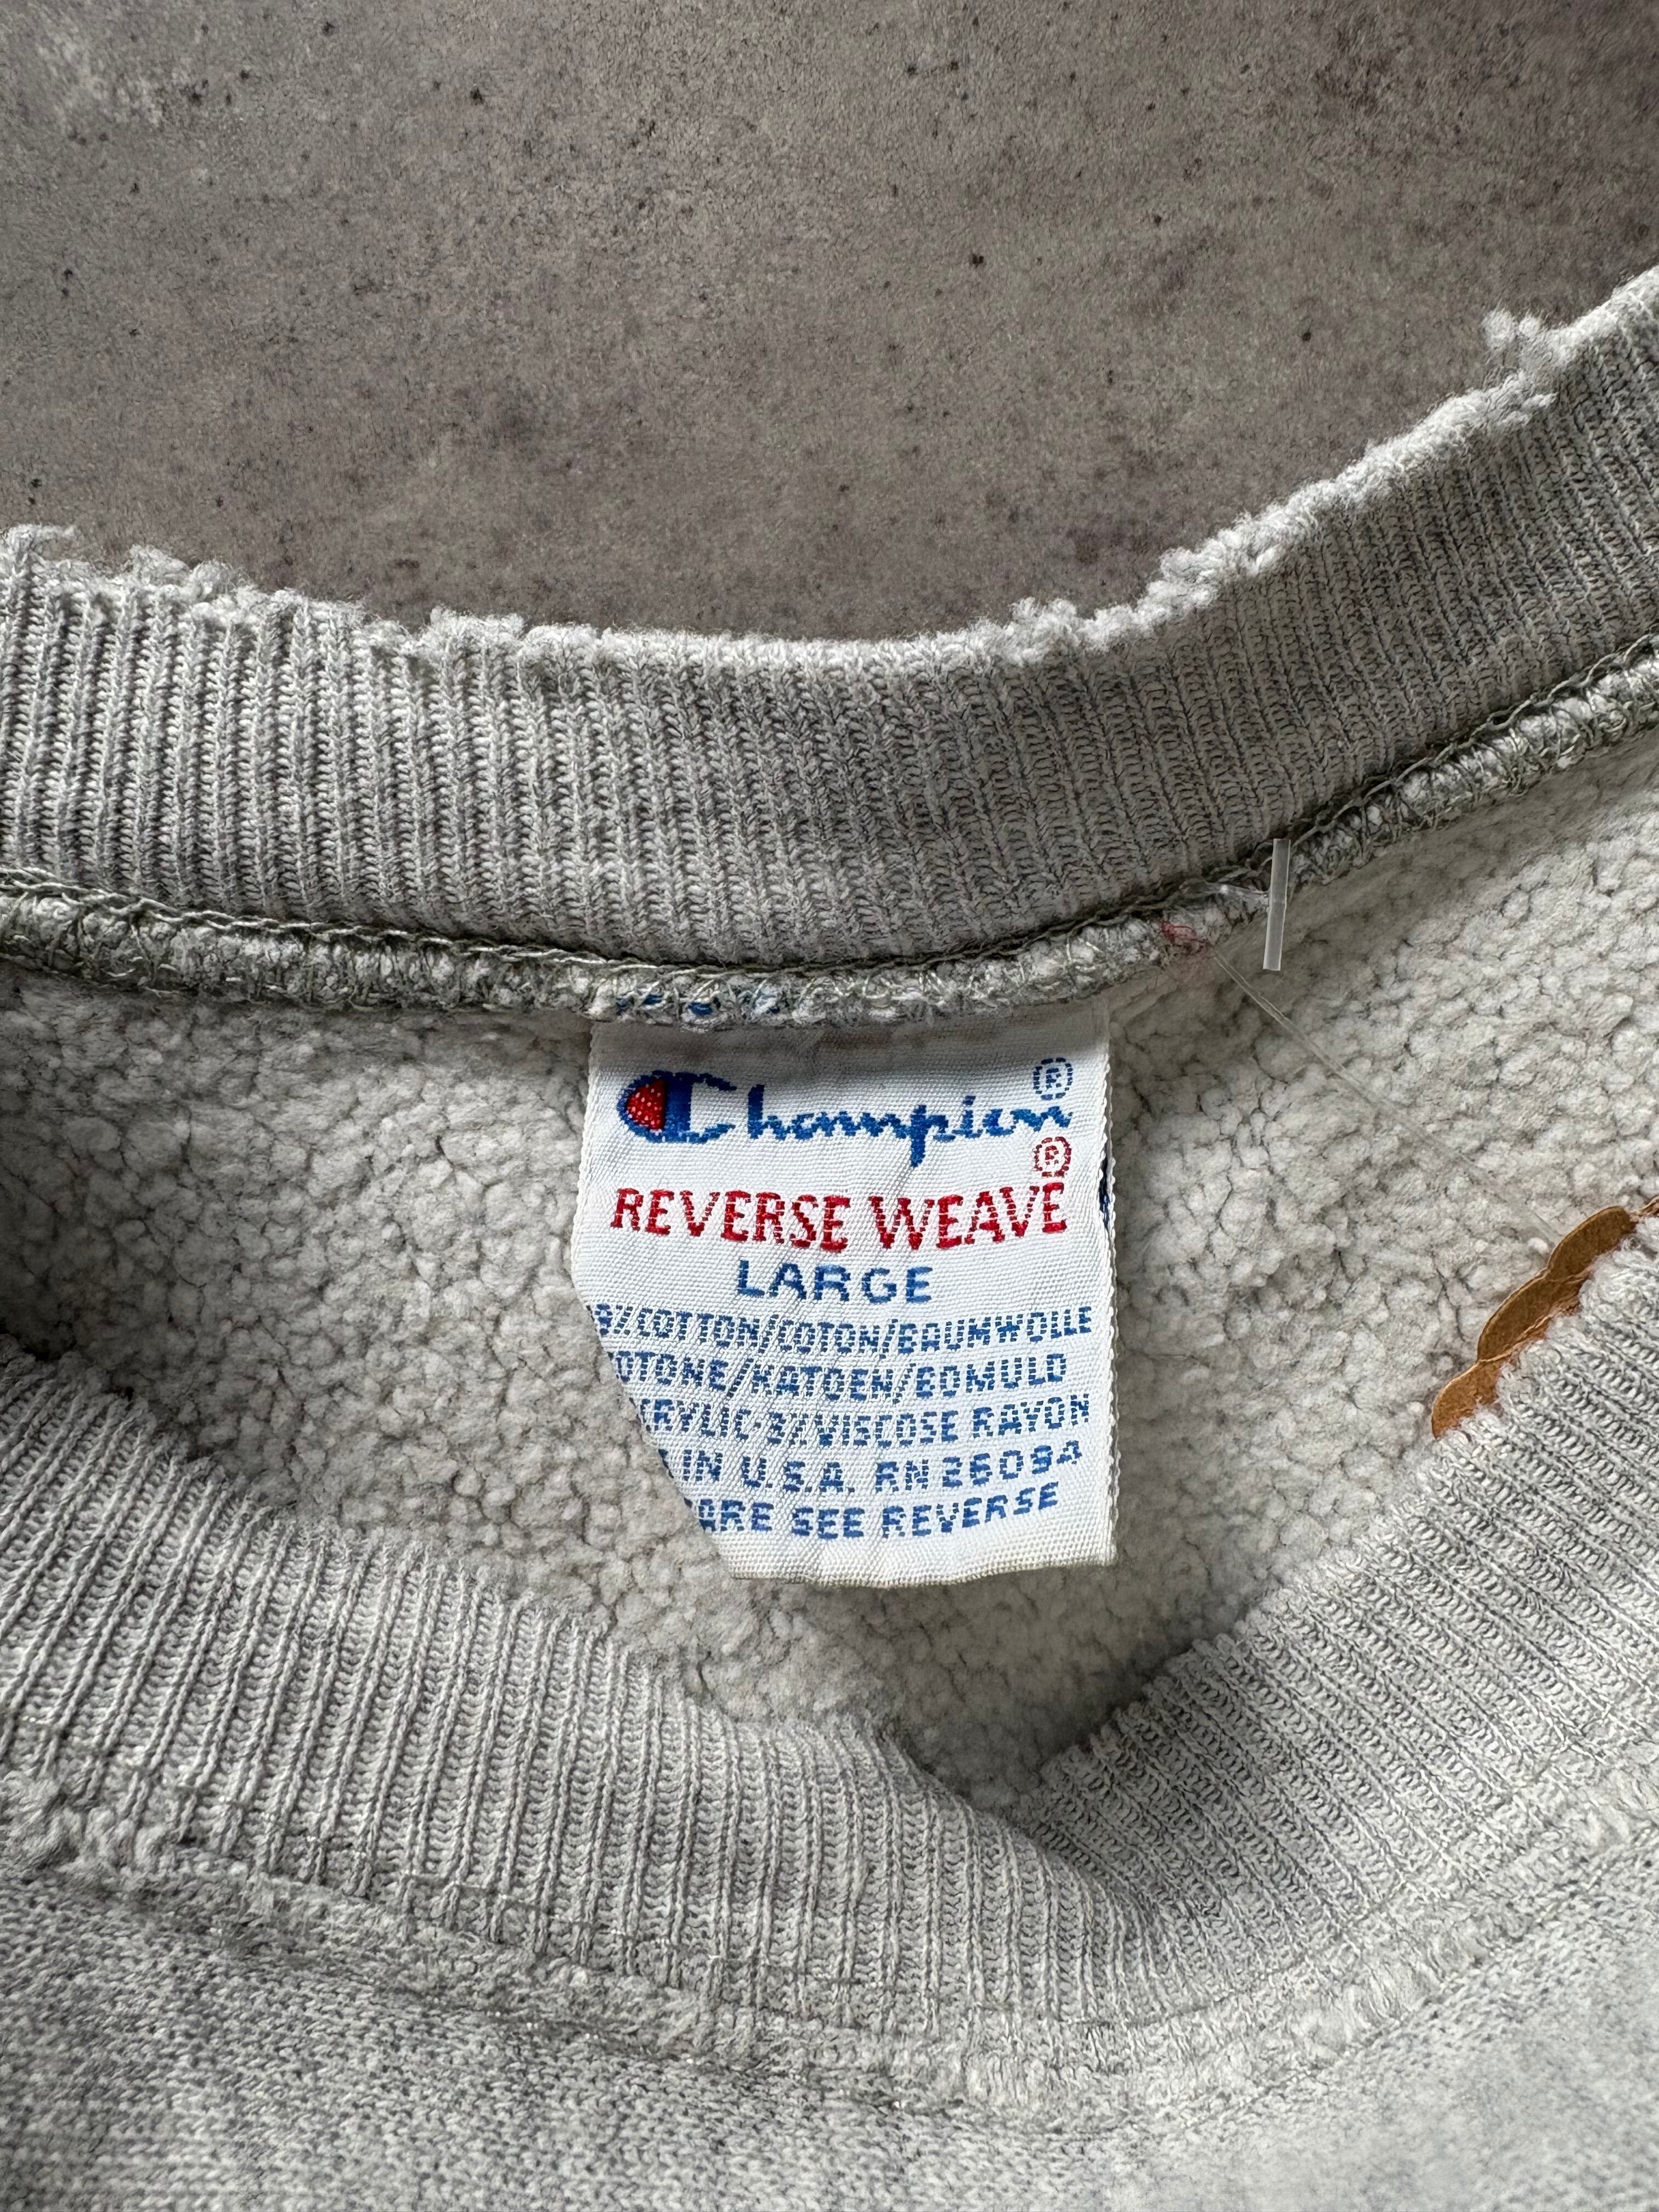 Champion®
®
REVERSE WEAVE
LARGE
9%COTTON/COTON/BAUMWOLLE
OTONE/KATOEN/BOMULD
CRYLIC·3%VISCOSE RAYON
IN U.S.A. RN 26094
CARE SEE REVERSE